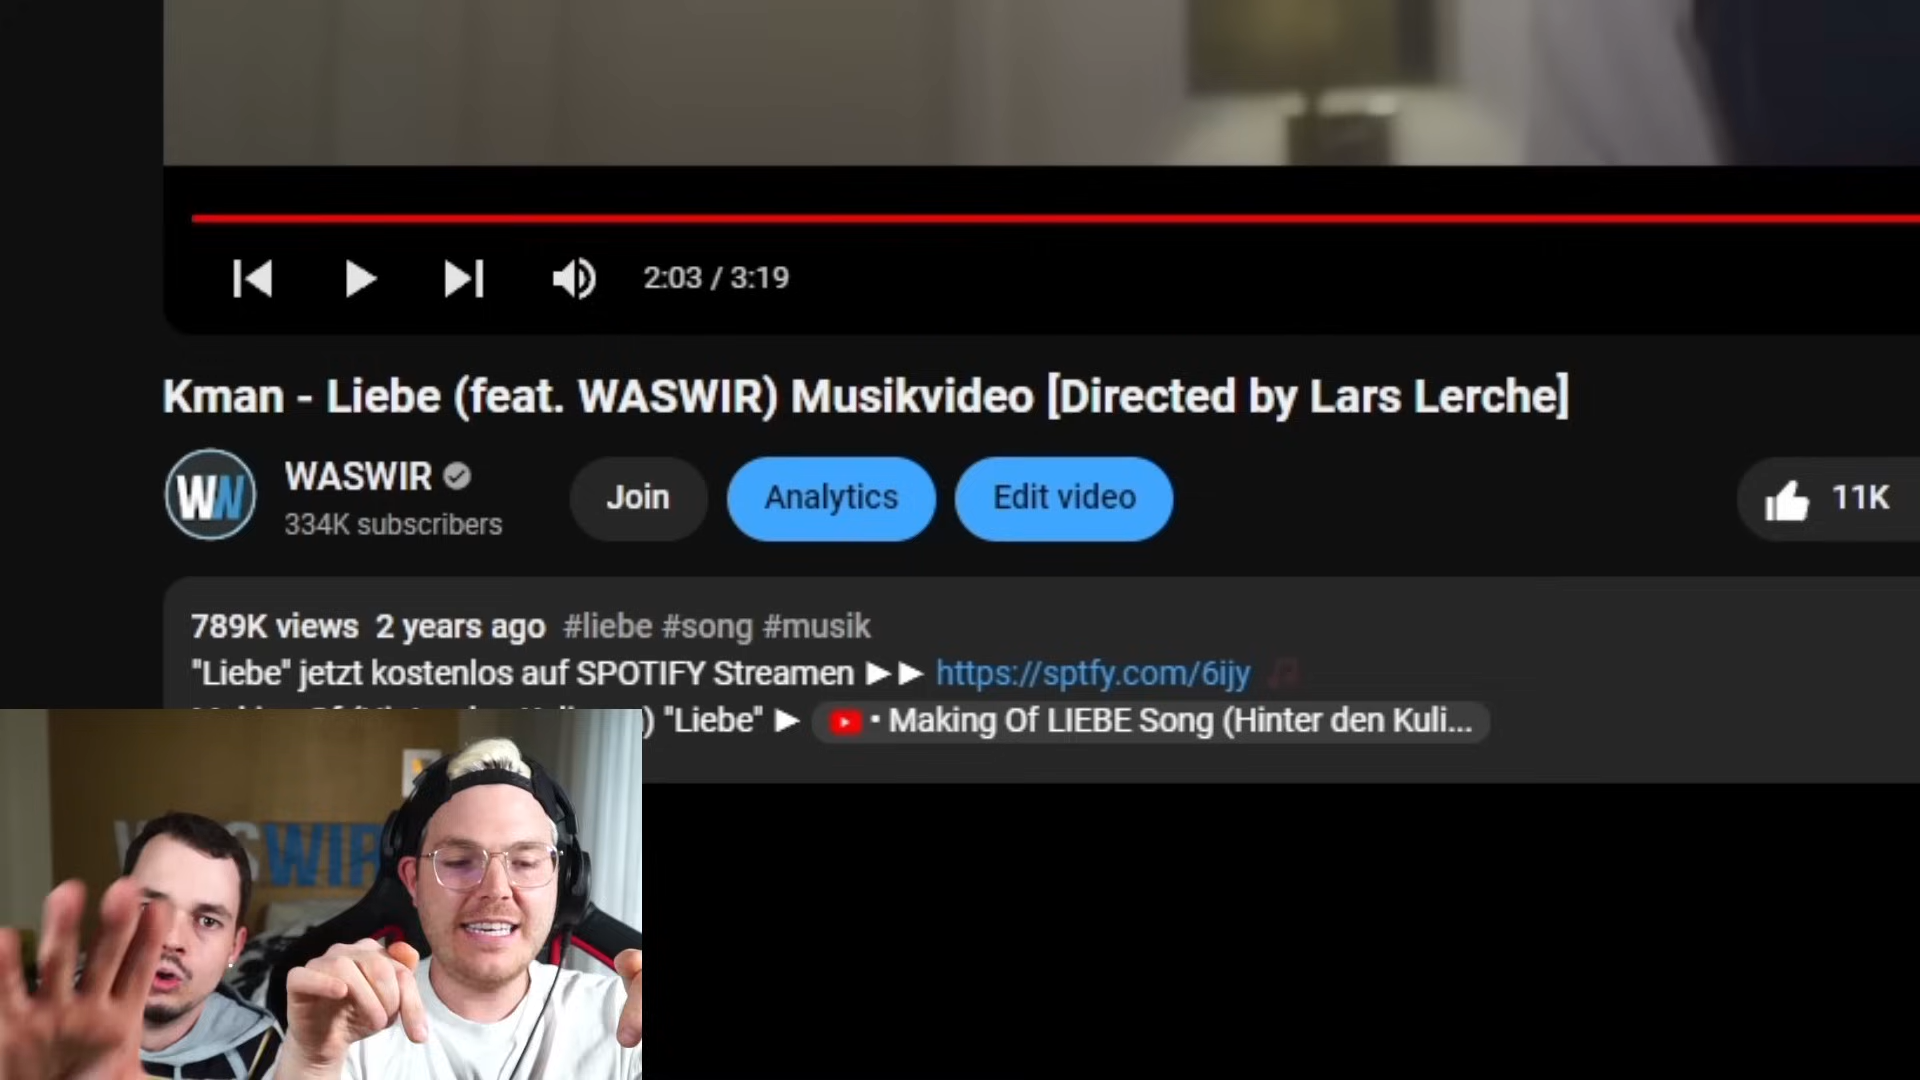 2:03 / 3:19
Kman - Liebe (feat. WASWIR) Musikvideo [Directed by Lars Lerche]
WASWIR
334K subscribers
Join
Analytics
Edit video
11K
789K views 2 years ago #liebe #song #musik
"Liebe" jetzt kostenlos auf SPOTIFY Streamen ▶▶ https://sptfy.com/6ijy
) "Liebe" ▶ • Making Of LIEBE Song (Hinter den Kuli...
WIR